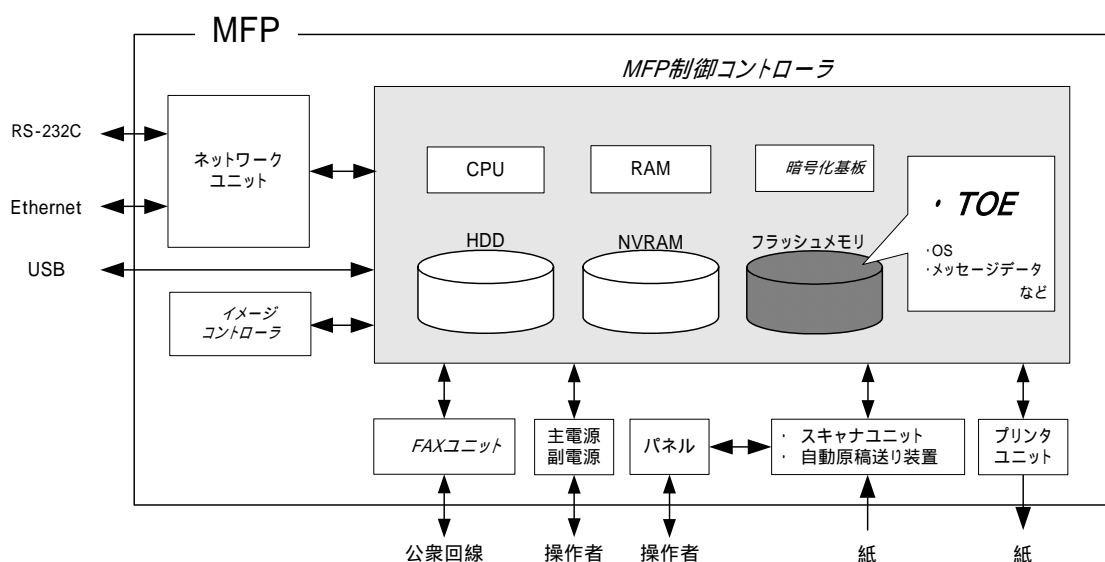 MFP
MFP制御コントローラ
RS-232C
Ethernet
USB
ネットワーク
ユニット
イメージ
コントローラ
CPU
RAM
暗号化基板
HDD
NVRAM
フラッシュメモリ
・TOE
・OS
・メッセージデータ
など
FAXユニット
主電源
副電源
パネル
・ スキャナユニット
・ 自動原稿送り装置
プリンタ
ユニット
公衆回線
操作者
操作者
紙
紙